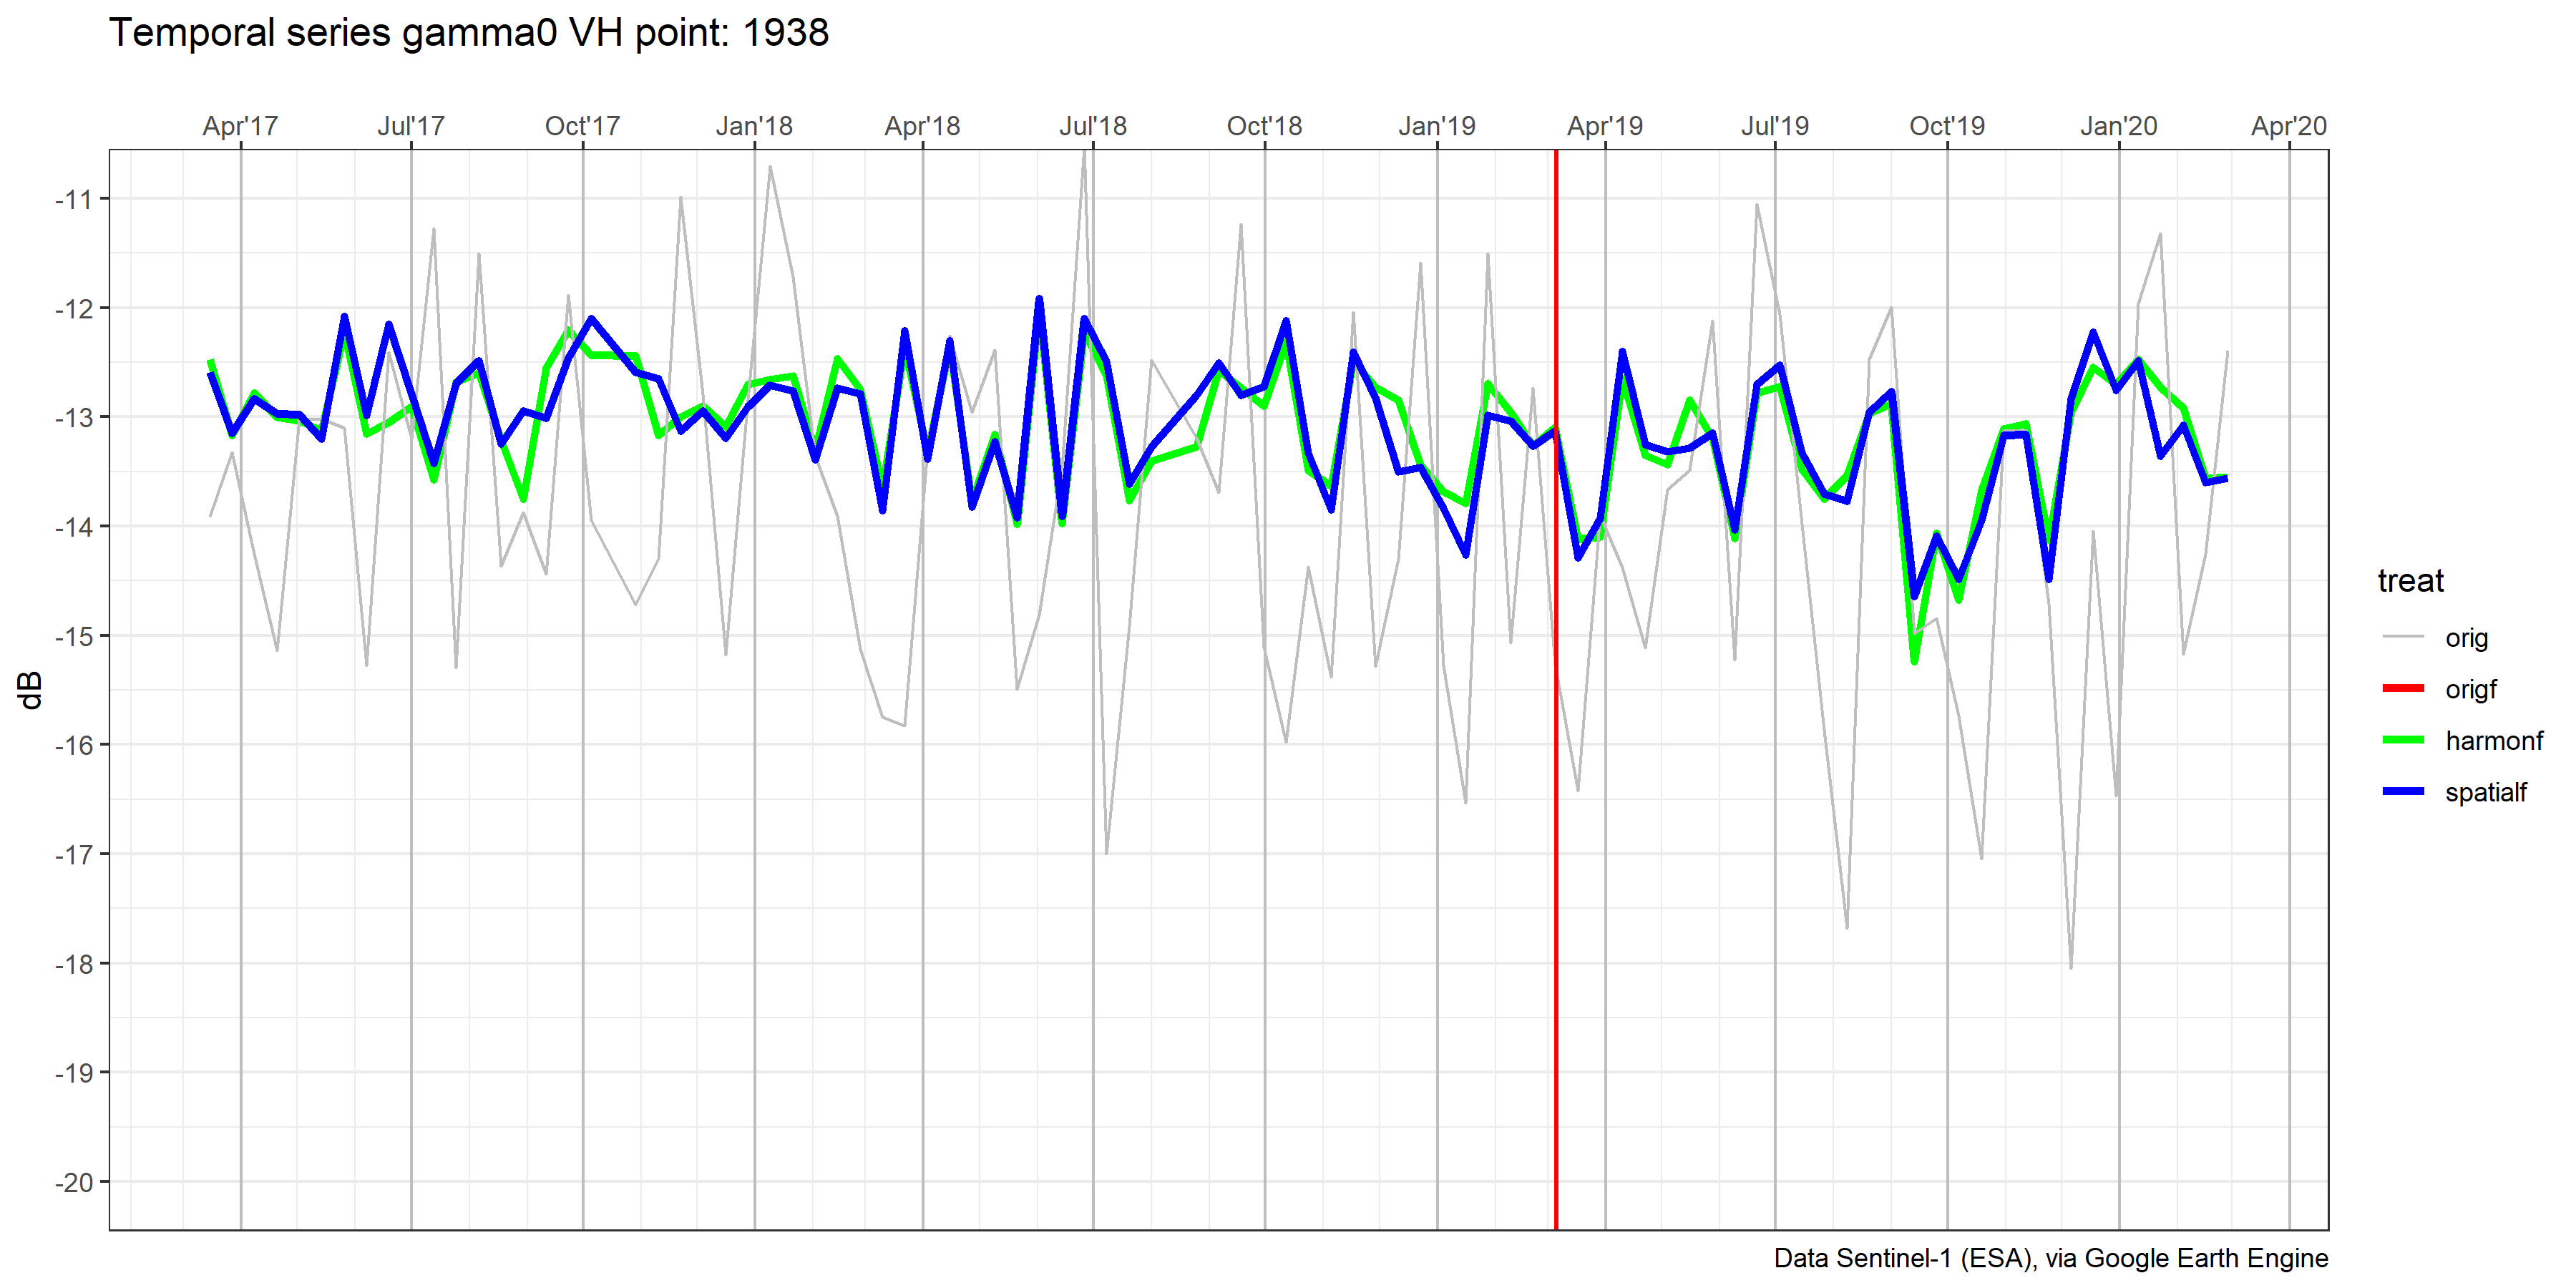 Temporal series gamma0 VH point: 1938
Apr'17 Jul'17 Oct'17 Jan'18 Apr'18 Jul'18 Oct'18 Jan'19 Apr'19 Jul'19 Oct'19 Jan'20 Apr'20
-11
-12
-13
-14
-15
-16
-17
-18
-19
-20
dB
treat
orig
origf
harmonf
spatialf
Data Sentinel-1 (ESA), via Google Earth Engine